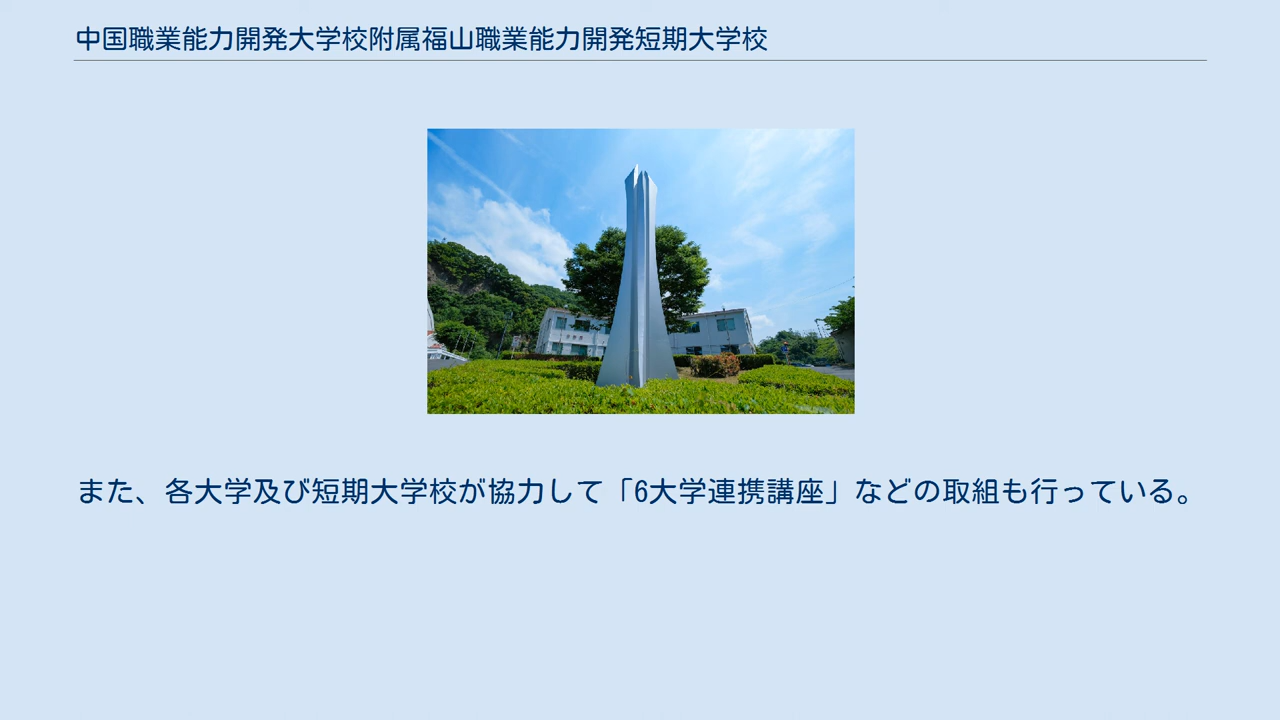 中国職業能力開発大学校附属福山職業能力開発短期大学校
また、各大学及び短期大学校が協力して「6大学連携講座」などの取組も行っている。